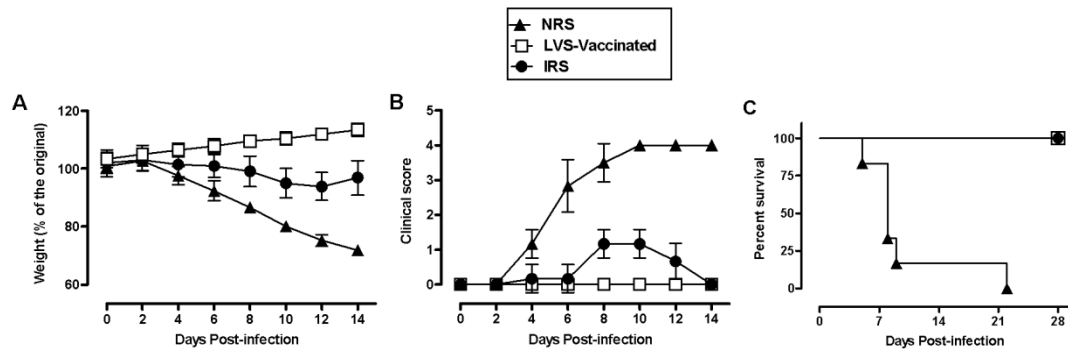 NRS
LVS-Vaccinated
IRS
A
Weight (% of the original)
120
100
80
60
0 2 4 6 8 10 12 14
Days Post-infection
B
Clinical score
5
4
3
2
1
0
0 2 4 6 8 10 12 14
Days Post-infection
C
Percent survival
100
75
50
25
0
0 7 14 21 28
Days Post-infection